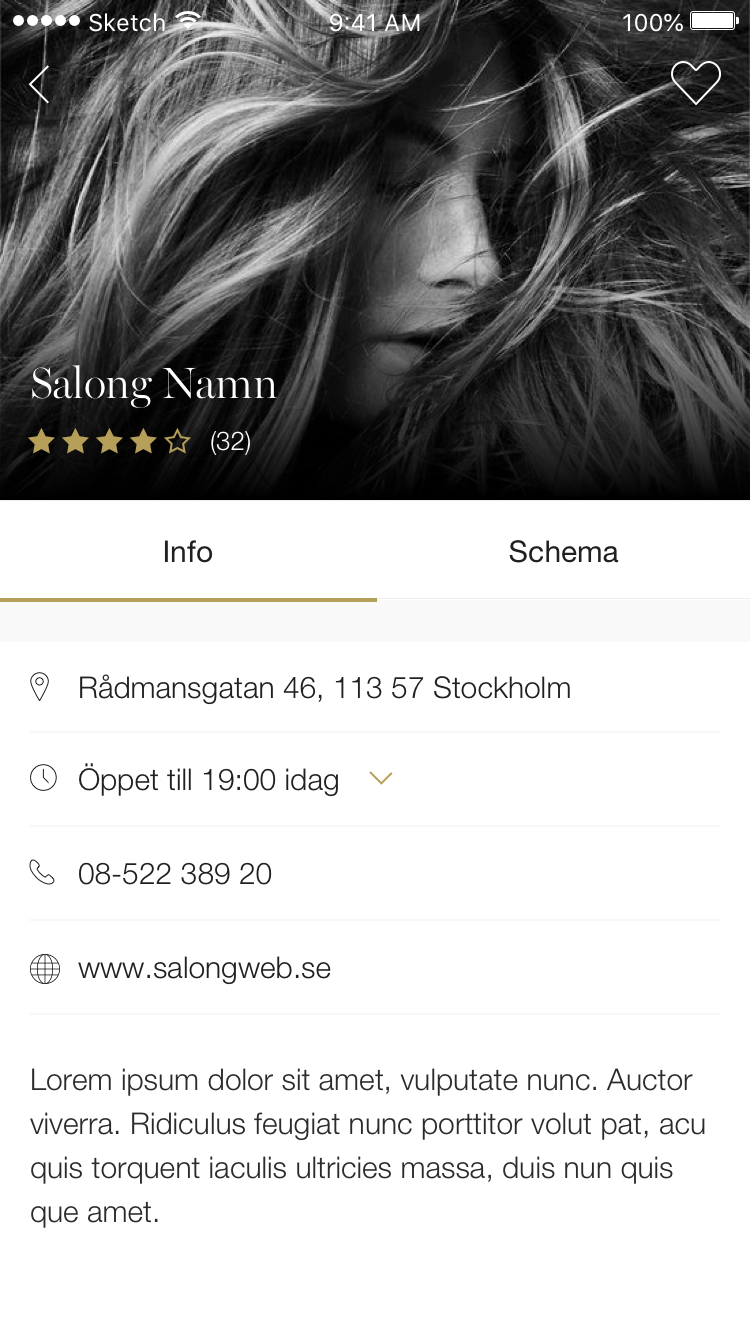 Sketch 9:41 AM 100%
Salong Namn
(32)
Info Schema
Rådmansgatan 46, 113 57 Stockholm
Öppet till 19:00 idag
08-522 389 20
www.salongweb.se
Lorem ipsum dolor sit amet, vulputate nunc. Auctor
viverra. Ridiculus feugiat nunc porttitor volut pat, acu
quis torquent iaculis ultricies massa, duis nun quis
que amet.